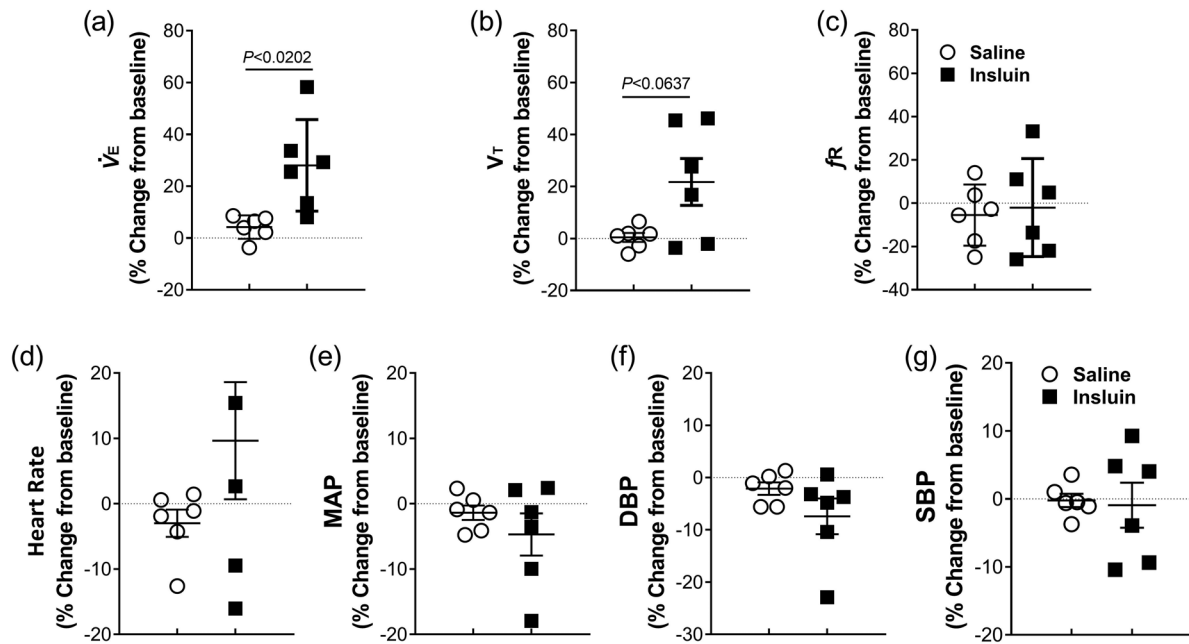 (a)
80
60
40
20
0
-20
V̇E
(% Change from baseline)
P<0.0202
(b)
80
60
40
20
0
-20
VT
(% Change from baseline)
P<0.0637
(c)
80
60
40
20
0
-20
-40
fR
(% Change from baseline)
Saline
Insluin
(d)
20
10
0
-10
-20
Heart Rate
(% Change from baseline)
(e)
20
10
0
-10
-20
MAP
(% Change from baseline)
(f)
20
10
0
-10
-20
-30
DBP
(% Change from baseline)
(g)
20
10
0
-10
-20
SBP
(% Change from baseline)
Saline
Insluin